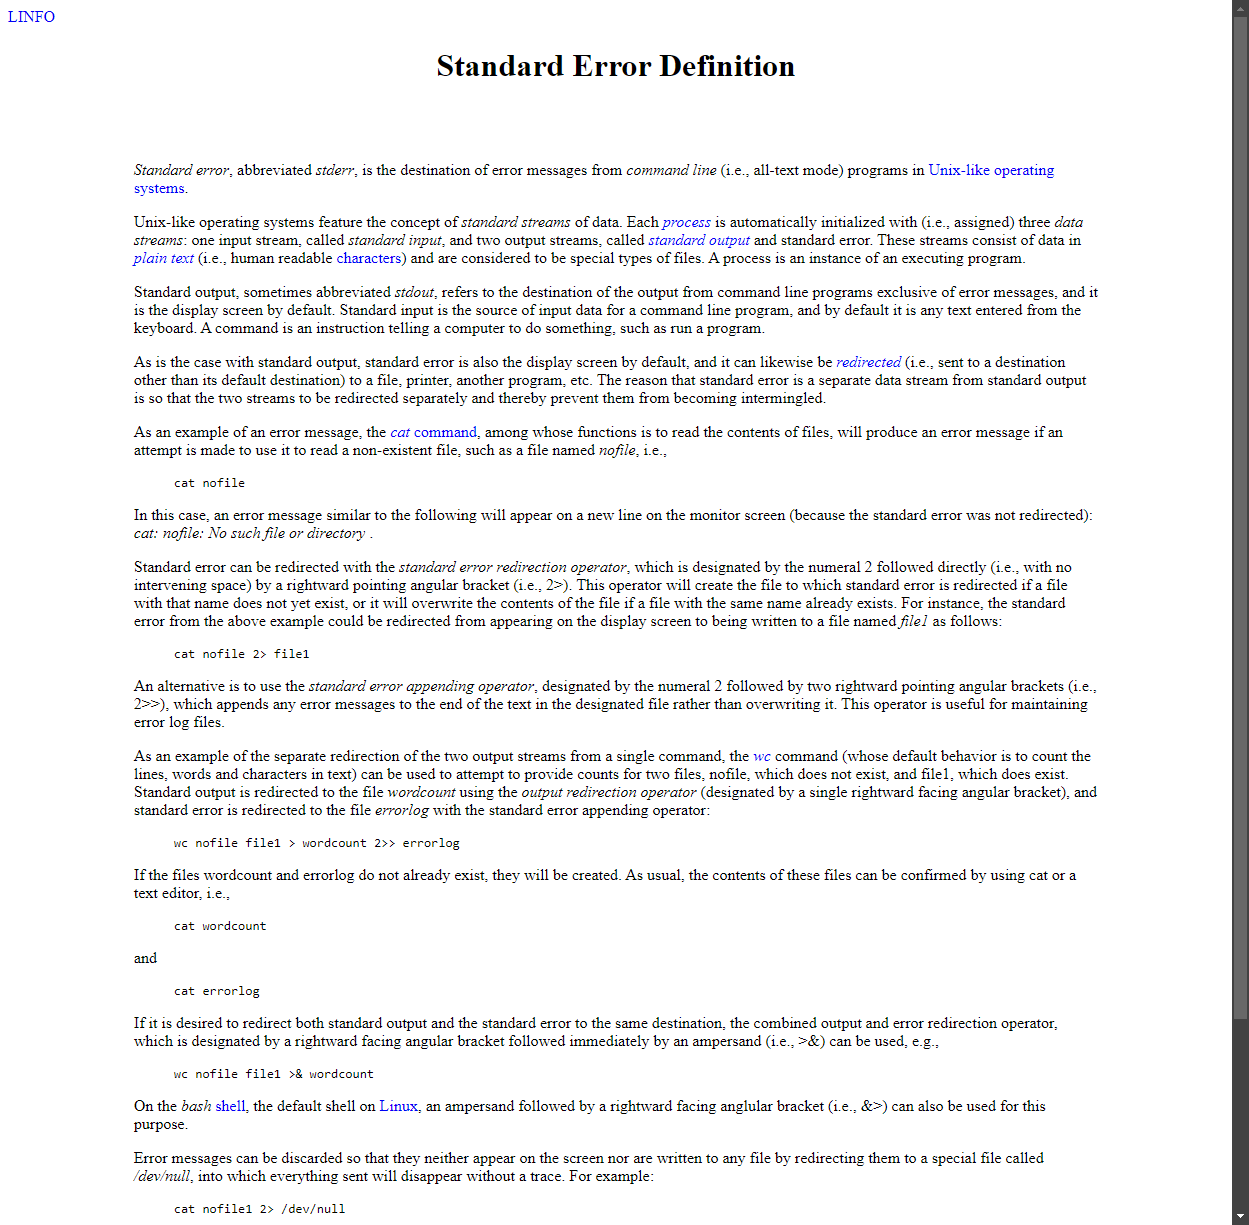 LINFO
Standard Error Definition
Standard error, abbreviated stderr, is the destination of error messages from command line (i.e., all-text mode) programs in Unix-like operating
systems.
Unix-like operating systems feature the concept of standard streams of data. Each process is automatically initialized with (i.e., assigned) three data
streams: one input stream, called standard input, and two output streams, called standard output and standard error. These streams consist of data in
plain text (i.e., human readable characters) and are considered to be special types of files. A process is an instance of an executing program.
Standard output, sometimes abbreviated stdout, refers to the destination of the output from command line programs exclusive of error messages, and it
is the display screen by default. Standard input is the source of input data for a command line program, and by default it is any text entered from the
keyboard. A command is an instruction telling a computer to do something, such as run a program.
As is the case with standard output, standard error is also the display screen by default, and it can likewise be redirected (i.e., sent to a destination
other than its default destination) to a file, printer, another program, etc. The reason that standard error is a separate data stream from standard output
is so that the two streams to be redirected separately and thereby prevent them from becoming intermingled.
As an example of an error message, the cat command, among whose functions is to read the contents of files, will produce an error message if an
attempt is made to use it to read a non-existent file, such as a file named nofile, i.e.,
cat nofile
In this case, an error message similar to the following will appear on a new line on the monitor screen (because the standard error was not redirected):
cat: nofile: No such file or directory .
Standard error can be redirected with the standard error redirection operator, which is designated by the numeral 2 followed directly (i.e., with no
intervening space) by a rightward pointing angular bracket (i.e., 2>). This operator will create the file to which standard error is redirected if a file
with that name does not yet exist, or it will overwrite the contents of the file if a file with the same name already exists. For instance, the standard
error from the above example could be redirected from appearing on the display screen to being written to a file named file1 as follows:
cat nofile 2> file1
An alternative is to use the standard error appending operator, designated by the numeral 2 followed by two rightward pointing angular brackets (i.e.,
2>>), which appends any error messages to the end of the text in the designated file rather than overwriting it. This operator is useful for maintaining
error log files.
As an example of the separate redirection of the two output streams from a single command, the wc command (whose default behavior is to count the
lines, words and characters in text) can be used to attempt to provide counts for two files, nofile, which does not exist, and file1, which does exist.
Standard output is redirected to the file wordcount using the output redirection operator (designated by a single rightward facing angular bracket), and
standard error is redirected to the file errorlog with the standard error appending operator:
wc nofile file1 > wordcount 2>> errorlog
If the files wordcount and errorlog do not already exist, they will be created. As usual, the contents of these files can be confirmed by using cat or a
text editor, i.e.,
cat wordcount
and
cat errorlog
If it is desired to redirect both standard output and the standard error to the same destination, the combined output and error redirection operator,
which is designated by a rightward facing angular bracket followed immediately by an ampersand (i.e., >&) can be used, e.g.,
wc nofile file1 >& wordcount
On the bash shell, the default shell on Linux, an ampersand followed by a rightward facing anglular bracket (i.e., &>) can also be used for this
purpose.
Error messages can be discarded so that they neither appear on the screen nor are written to any file by redirecting them to a special file called
/dev/null, into which everything sent will disappear without a trace. For example:
cat nofile1 2> /dev/null